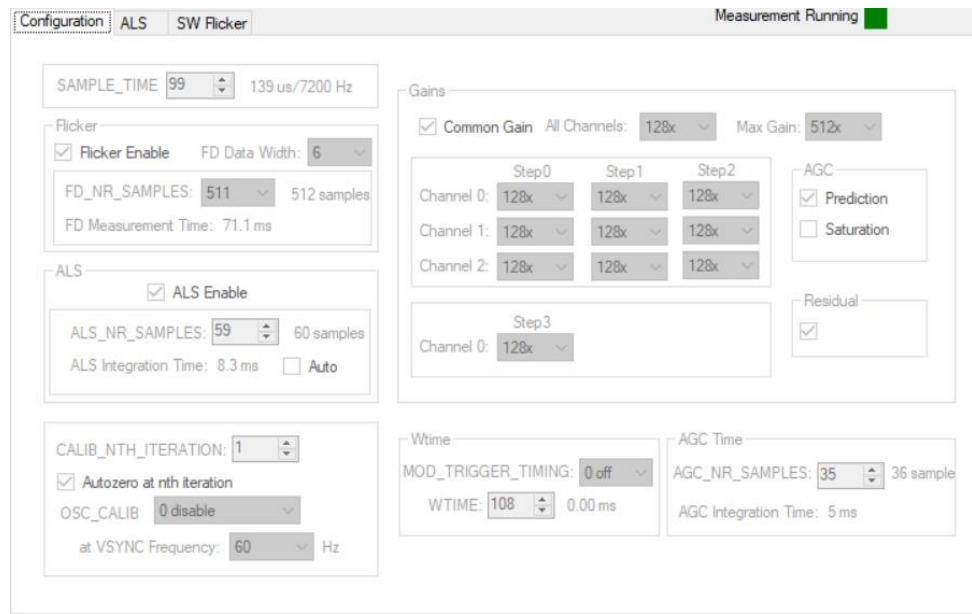 Configuration ALS SW Flicker
Measurement Running
SAMPLE_TIME 99 139 us/7200 Hz
Flicker
Flicker Enable FD Data Width: 6
FD_NR_SAMPLES: 511 512 samples
FD Measurement Time: 71.1 ms
ALS
ALS Enable
ALS_NR_SAMPLES: 59 60 samples
ALS Integration Time: 8.3 ms Auto
CALIB_NTH_ITERATION: 1
Autozero at nth iteration
OSC_CALIB 0 disable
at VSYNC Frequency: 60 Hz
Gains
Common Gain All Channels: 128x Max Gain: 512x
Step0 Step1 Step2
Channel 0: 128x 128x 128x
Channel 1: 128x 128x 128x
Channel 2: 128x 128x 128x
Step3
Channel 0: 128x
AGC
Prediction
Saturation
Residual
Wtime
MOD_TRIGGER_TIMING: 0 off
WTIME: 108 0.00 ms
AGC Time
AGC_NR_SAMPLES: 35 36 sample
AGC Integration Time: 5 ms